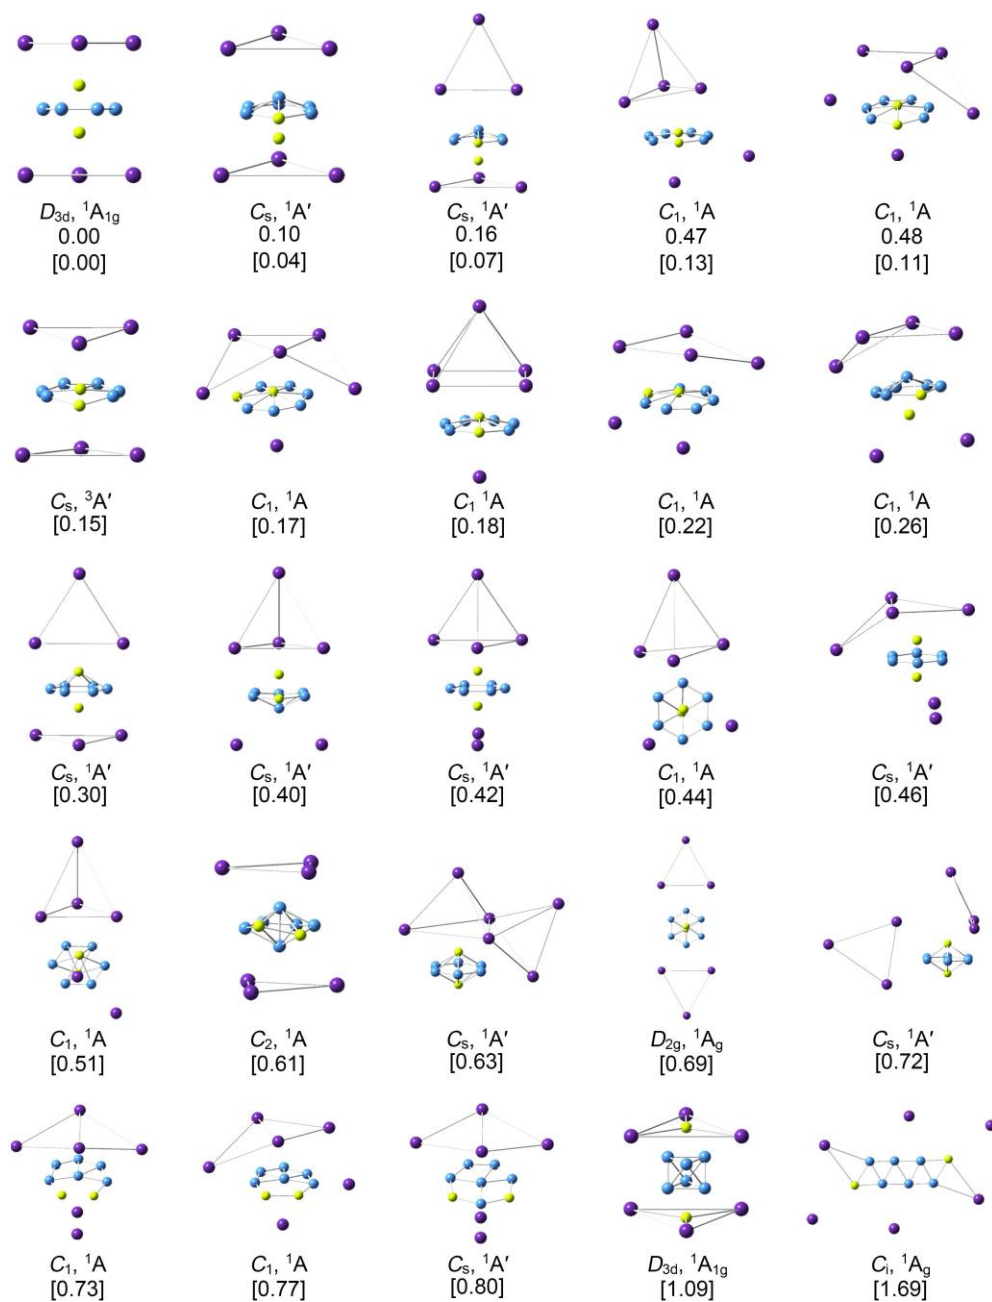 D3d, ¹A1g
0.00
[0.00]
Cs, ¹A′
0.10
[0.04]
Cs, ¹A′
0.16
[0.07]
C1, ¹A
0.47
[0.13]
C1, ¹A
0.48
[0.11]
Cs, ³A′
[0.15]
C1, ¹A
[0.17]
C1 ¹A
[0.18]
C1, ¹A
[0.22]
C1, ¹A
[0.26]
Cs, ¹A′
[0.30]
Cs, ¹A′
[0.40]
Cs, ¹A′
[0.42]
C1, ¹A
[0.44]
Cs, ¹A′
[0.46]
C1, ¹A
[0.51]
C2, ¹A
[0.61]
Cs, ¹A′
[0.63]
D2g, ¹Ag
[0.69]
Cs, ¹A′
[0.72]
C1, ¹A
[0.73]
C1, ¹A
[0.77]
Cs, ¹A′
[0.80]
D3d, ¹A1g
[1.09]
Ci, ¹Ag
[1.69]